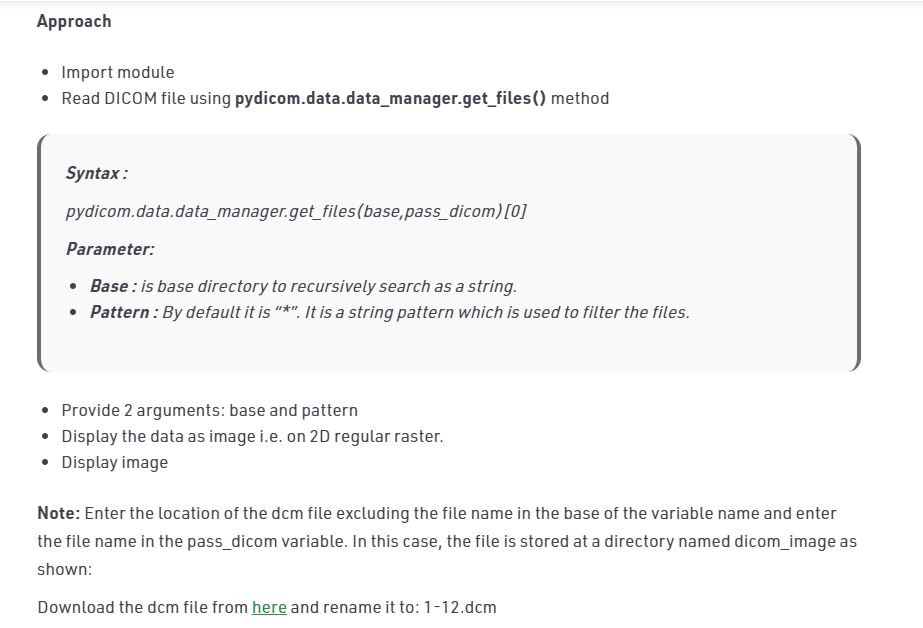 Approach
• Import module
• Read DICOM file using pydicom.data.data_manager.get_files() method
Syntax :
pydicom.data.data_manager.get_files(base,pass_dicom)[0]
Parameter:
• Base : is base directory to recursively search as a string.
• Pattern : By default it is “*”. It is a string pattern which is used to filter the files.
• Provide 2 arguments: base and pattern
• Display the data as image i.e. on 2D regular raster.
• Display image
Note: Enter the location of the dcm file excluding the file name in the base of the variable name and enter
the file name in the pass_dicom variable. In this case, the file is stored at a directory named dicom_image as
shown:
Download the dcm file from here and rename it to: 1-12.dcm